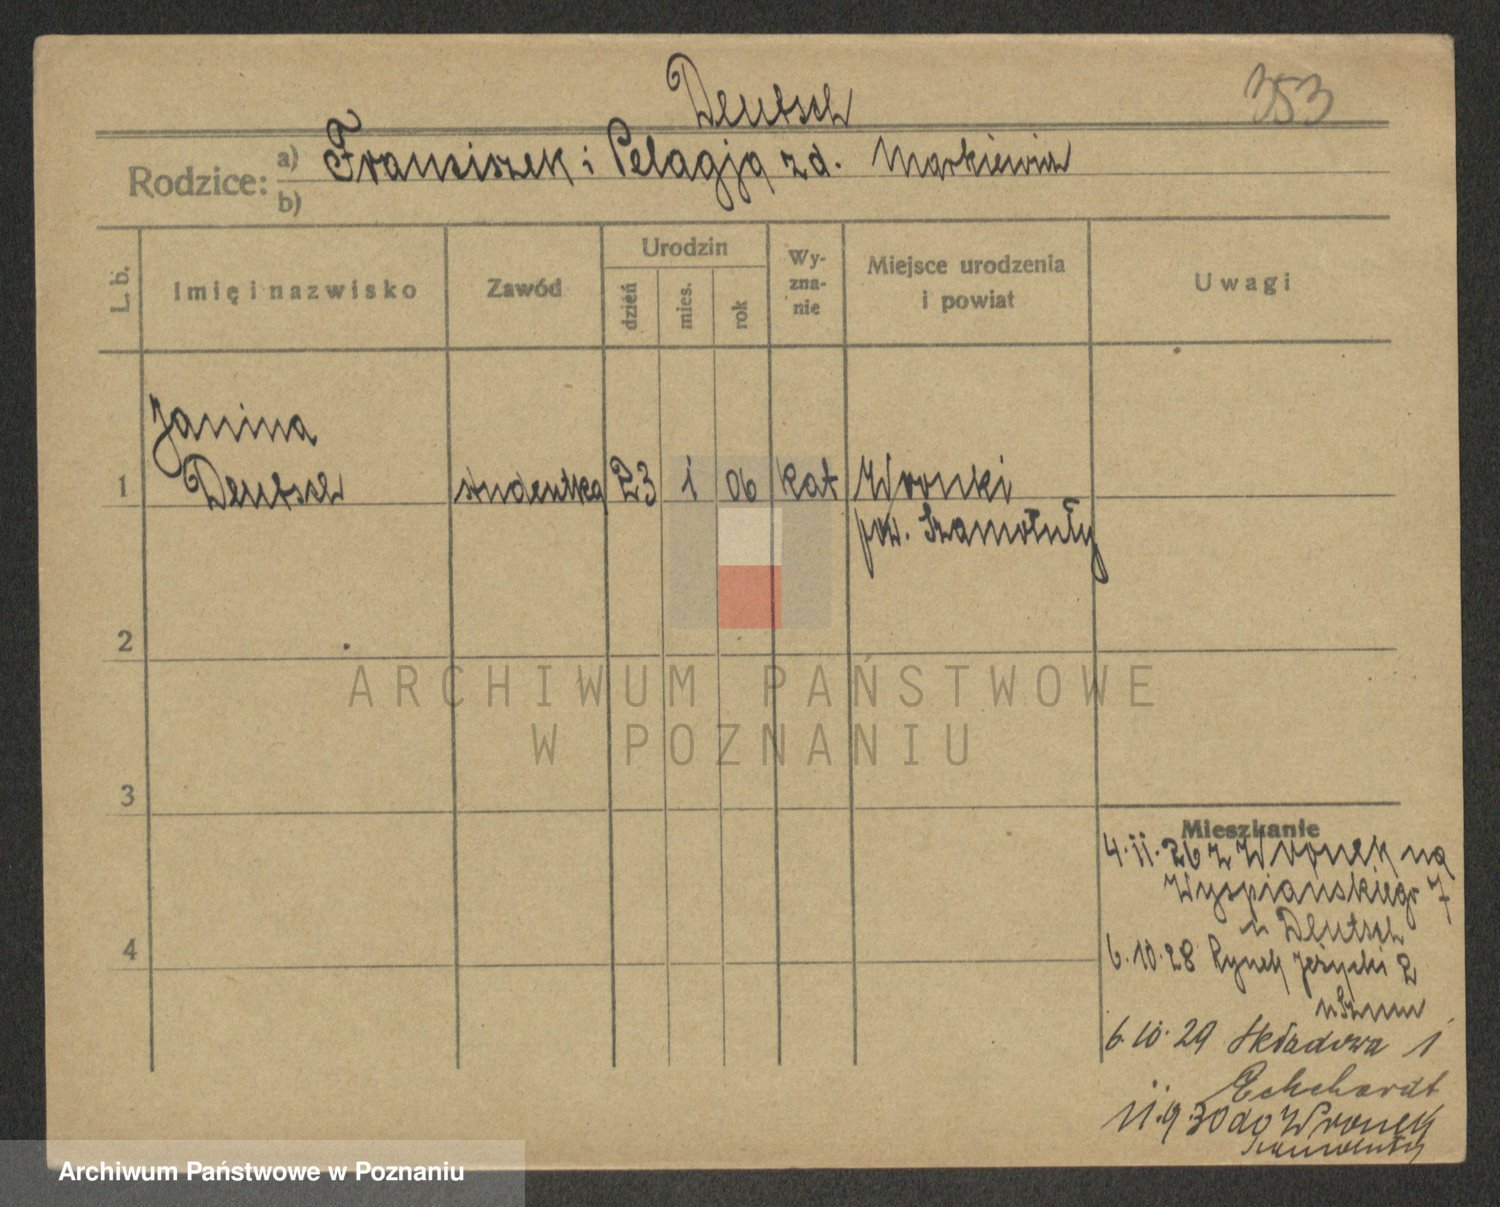 Deutsch
353
Rodzice:
a) Franciszek i Pelagja z d. Markiewicz
b)
L. b.
Imię i nazwisko
Zawód
Urodzin
dzień
mies.
rok
Wy-
zna-
nie
Miejsce urodzenia
i powiat
Uwagi
Janina
1 Deutsch studentka 23 i 06 kat Wronki
pow. Szamotuły
2
ARCHIWUM PAŃSTWOWE
W POZNANIU
3
Mieszkanie
4.ii.26 z Wronek na
Wyspiańskiego 7
u Deutsch
4
6.10.28 Rynek Jeżycki 2
u
6.10.29 Składowa 1
Eckhardt
11.9.30 do Wronek
Szamotuły
Archiwum Państwowe w Poznaniu